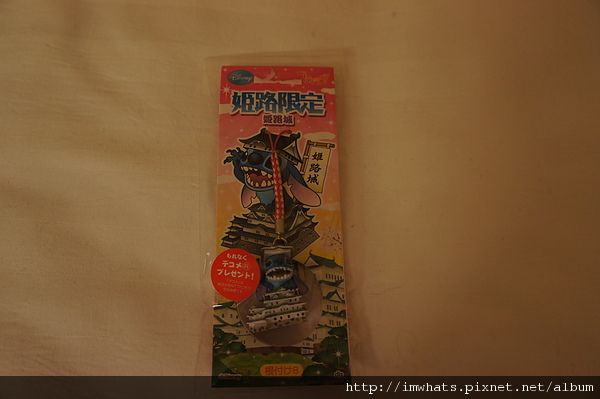 Disney
姫路限定
姫路城
姫路城
もれなく
デコメ
プレゼント!
根付け8
http://imwhats.pixnet.net/album